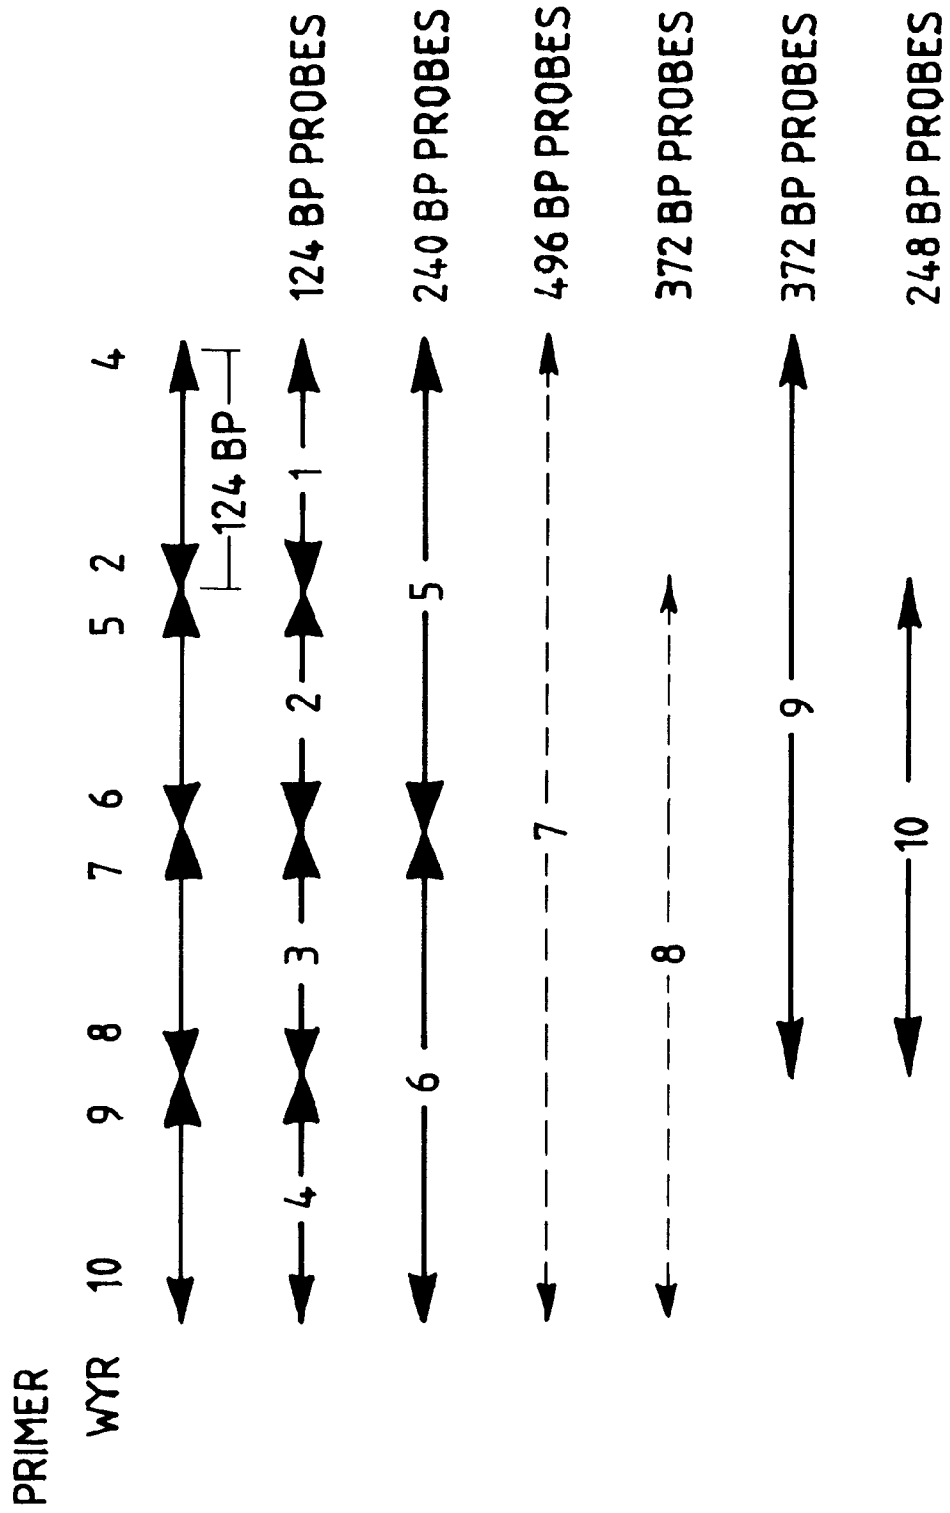 PRIMER
WYR 10 9 8 7 6 5 2 4
124 BP
4 3 2 1 124 BP PROBES
6 5 240 BP PROBES
7 496 BP PROBES
8 372 BP PROBES
9 372 BP PROBES
10 248 BP PROBES